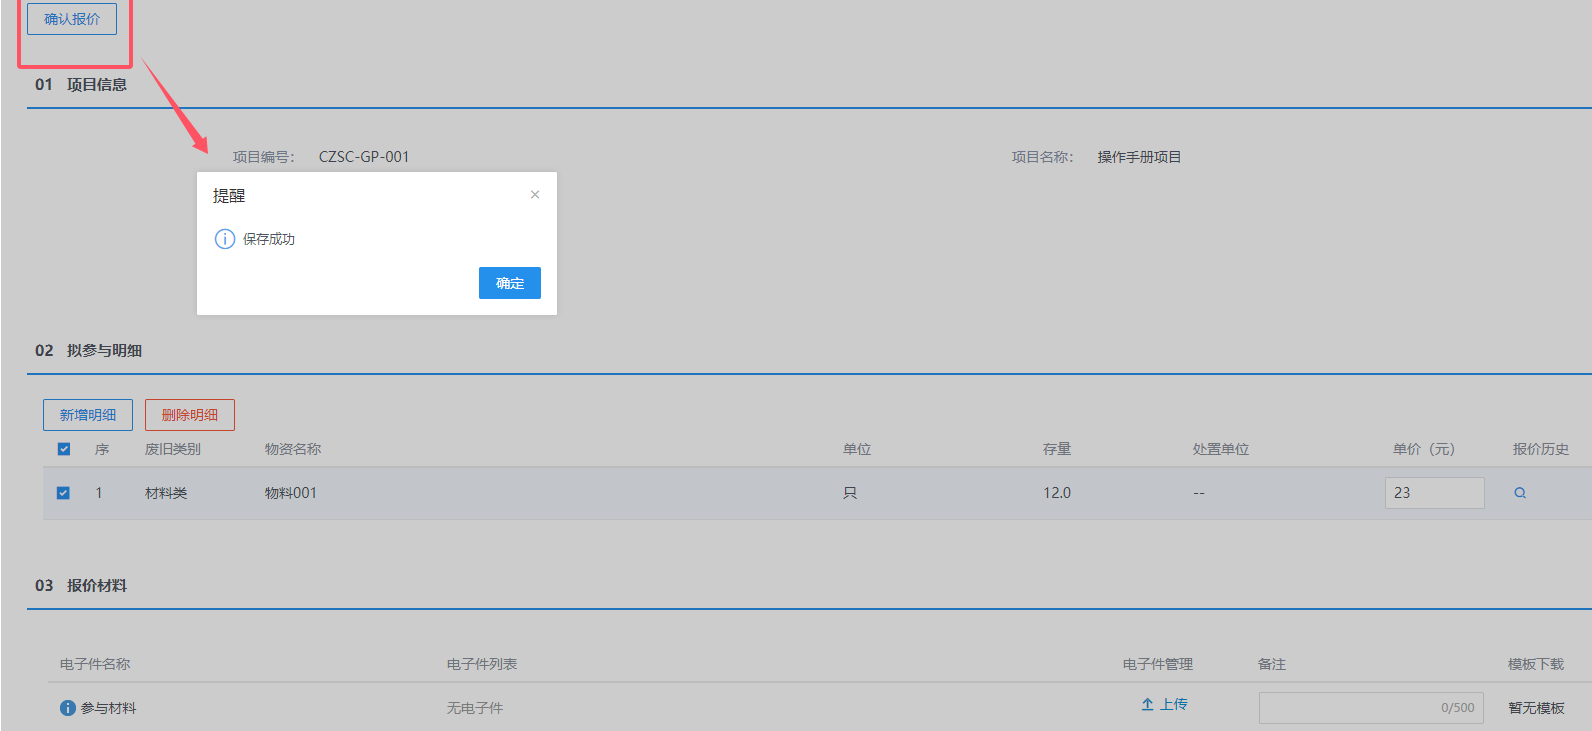 确认报价
01 项目信息
项目编号： CZSC-GP-001 项目名称： 操作手册项目
提醒
保存成功
确定
02 拟参与明细
新增明细 删除明细
序 废旧类别 物资名称 单位 存量 处置单位 单价（元） 报价历史
1 材料类 物料001 只 12.0 -- 23
03 报价材料
电子件名称 电子件列表 电子件管理 备注 模板下载
参与材料 无电子件 上传 0/500 暂无模板